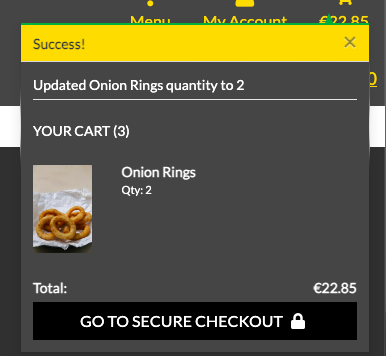 Menu My Account €22.85
Success!
0
Updated Onion Rings quantity to 2
YOUR CART (3)
Onion Rings
Qty: 2
Total: €22.85
GO TO SECURE CHECKOUT